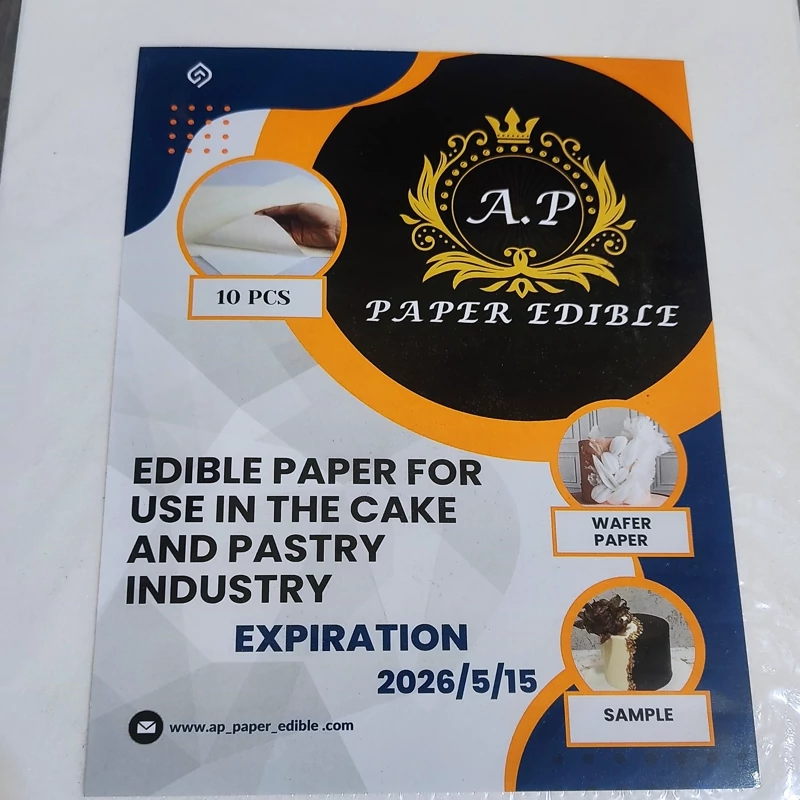 A.P
PAPER EDIBLE
10 PCS
EDIBLE PAPER FOR
USE IN THE CAKE
AND PASTRY
INDUSTRY
EXPIRATION
2026/5/15
WAFER
PAPER
SAMPLE
www.ap_paper_edible .com